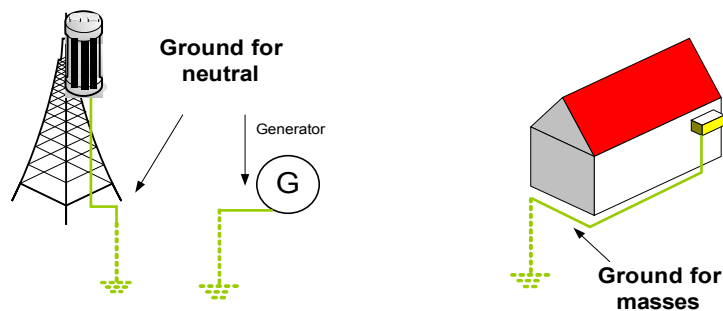 Ground for
neutral
Generator
G
Ground for
masses